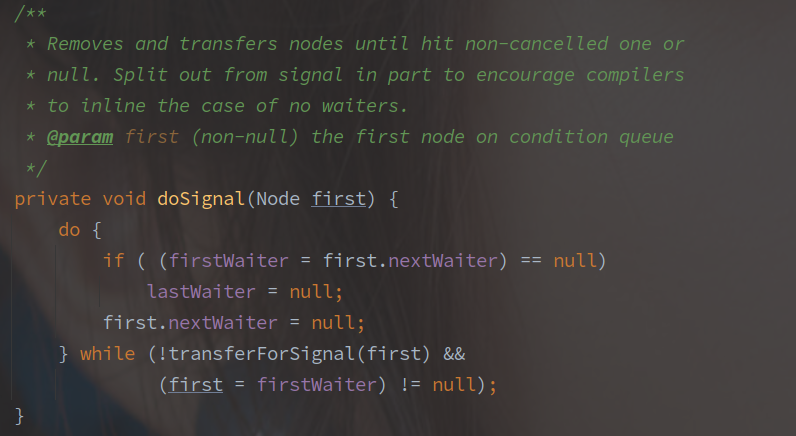 /**
 * Removes and transfers nodes until hit non-cancelled one or
 * null. Split out from signal in part to encourage compilers
 * to inline the case of no waiters.
 * @param first (non-null) the first node on condition queue
 */
private void doSignal(Node first) {
    do {
        if ( (firstWaiter = first.nextWaiter) == null)
            lastWaiter = null;
        first.nextWaiter = null;
    } while (!transferForSignal(first) &&
             (first = firstWaiter) != null);
}